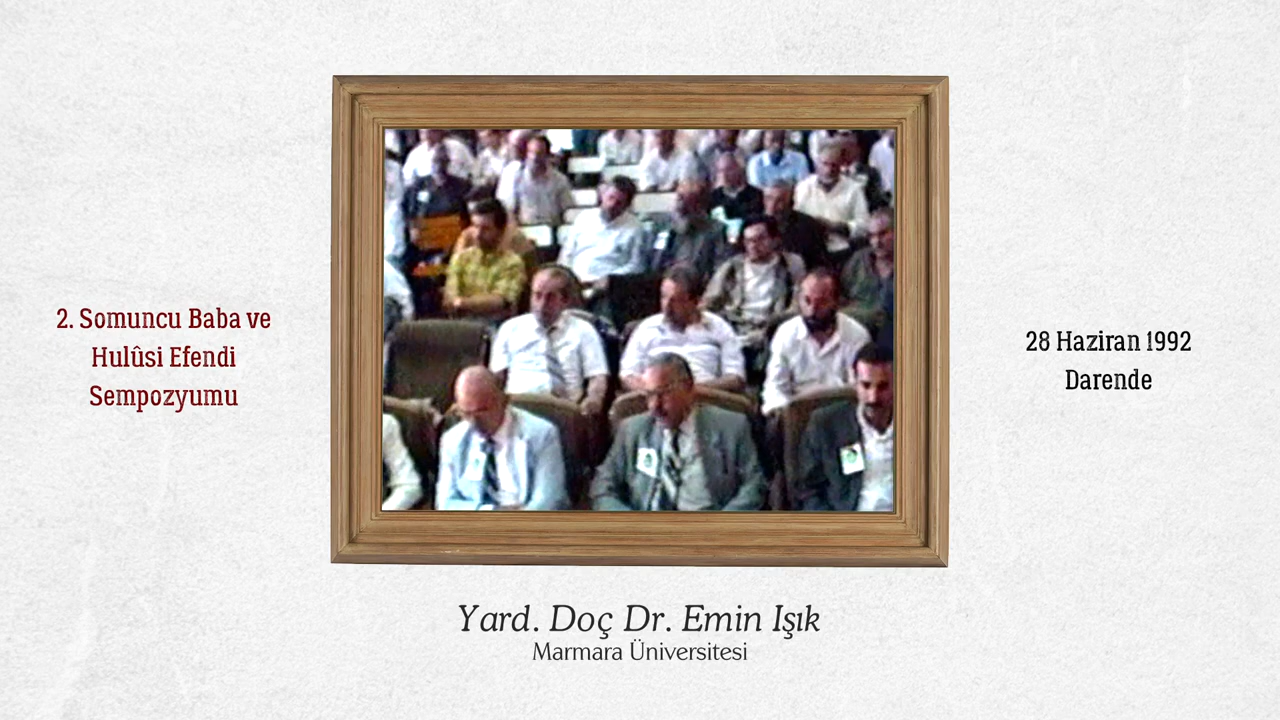 2. Somuncu Baba ve
Hulûsi Efendi
Sempozyumu
28 Haziran 1992
Darende
Yard. Doç Dr. Emin Işık
Marmara Üniversitesi